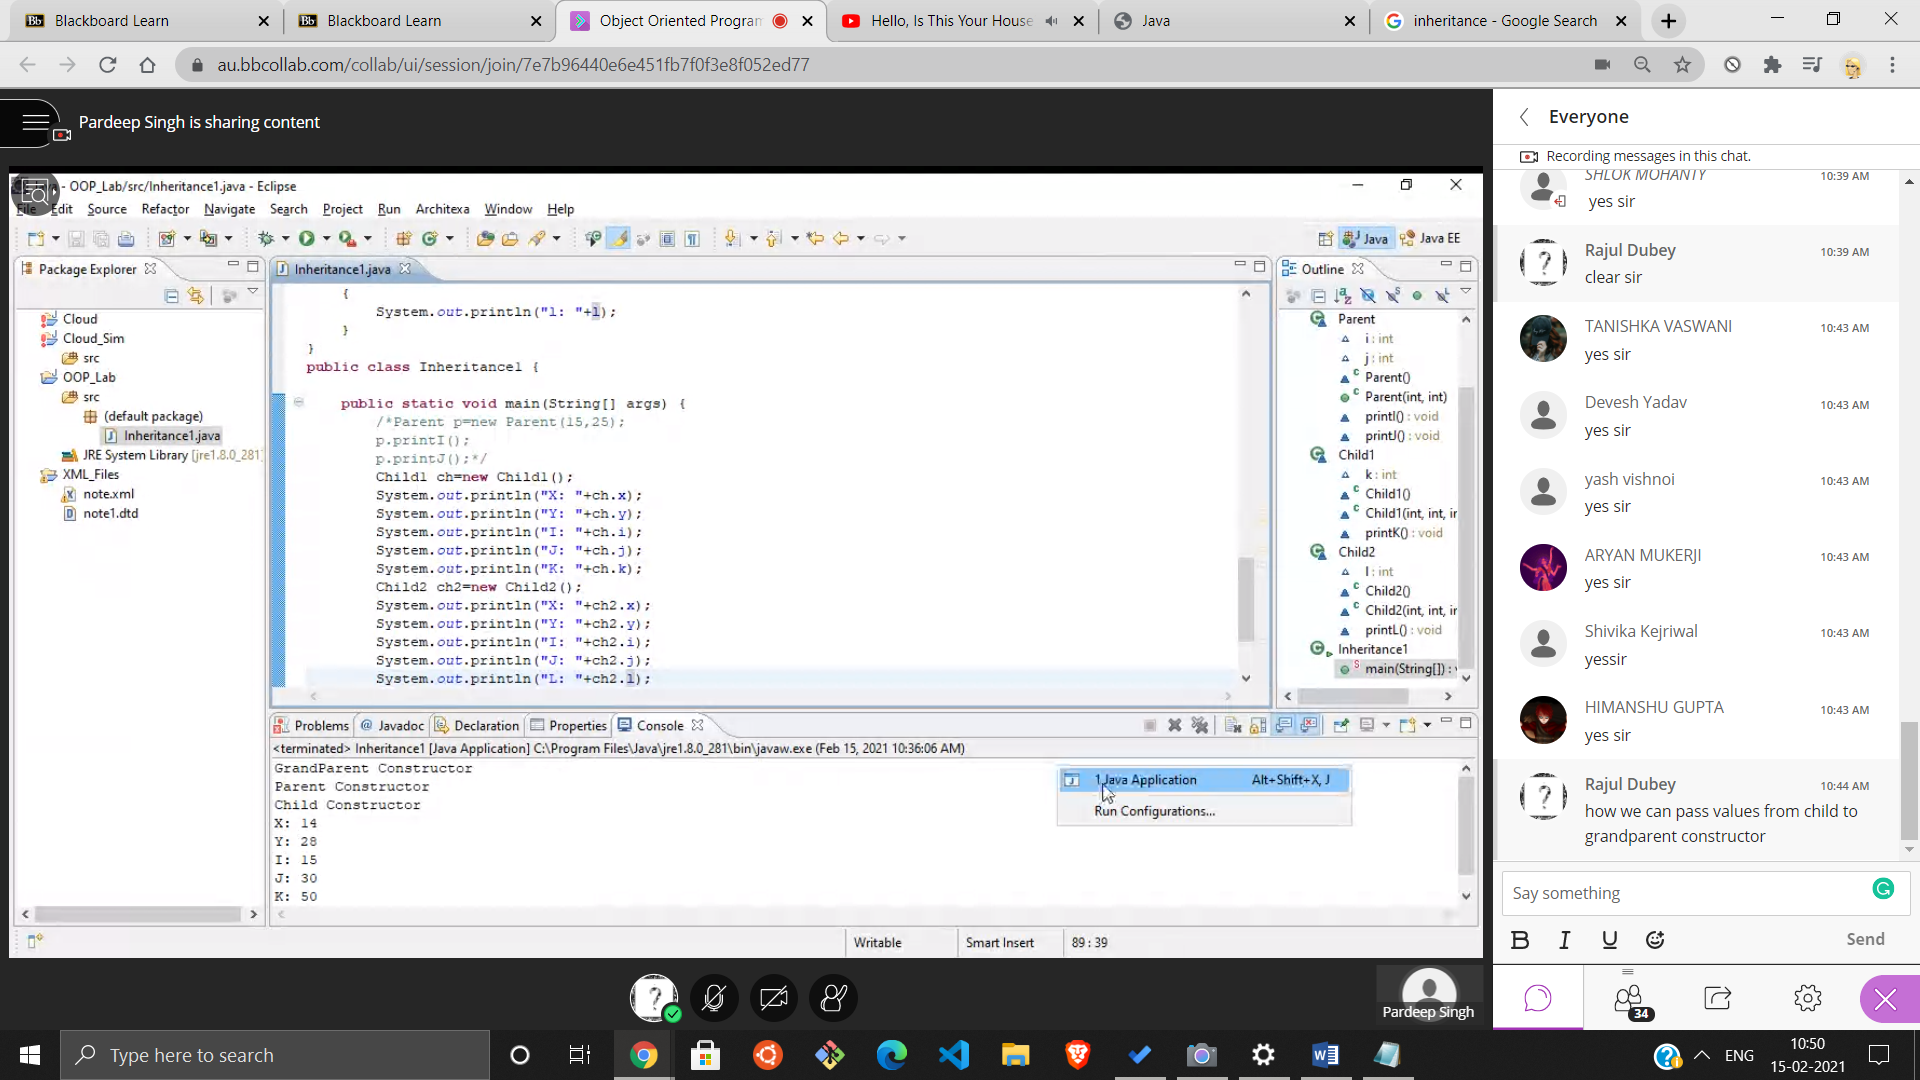 Blackboard Learn
Blackboard Learn
Object Oriented Program
Hello, Is This Your House
Java
inheritance - Google Search
au.bbcollab.com/collab/ui/session/join/7e7b96440e6e451fb7f0f3e8f052ed77
Pardeep Singh is sharing content
- OOP_Lab/src/Inheritance1.java - Eclipse
File Edit Source Refactor Navigate Search Project Run Architexa Window Help
Java
Java EE
Package Explorer
Cloud
Cloud_Sim
src
OOP_Lab
src
(default package)
Inheritance1.java
JRE System Library [jre1.8.0_281]
XML_Files
note.xml
note1.dtd
Inheritance1.java
{
System.out.println("l: "+l);
}
}
public class Inheritance1 {
public static void main(String[] args) {
/*Parent p=new Parent(15,25);
p.printI();
p.printJ();*/
Child1 ch=new Child1();
System.out.println("X: "+ch.x);
System.out.println("Y: "+ch.y);
System.out.println("I: "+ch.i);
System.out.println("J: "+ch.j);
System.out.println("K: "+ch.k);
Child2 ch2=new Child2();
System.out.println("X: "+ch2.x);
System.out.println("Y: "+ch2.y);
System.out.println("I: "+ch2.i);
System.out.println("J: "+ch2.j);
System.out.println("L: "+ch2.l);
Outline
Parent
i : int
j : int
Parent()
Parent(int, int)
printI() : void
printJ() : void
Child1
k : int
Child1()
Child1(int, int, in
printK() : void
Child2
l : int
Child2()
Child2(int, int, in
printL() : void
Inheritance1
main(String[]) : v
Problems
Javadoc
Declaration
Properties
Console
<terminated> Inheritance1 [Java Application] C:\Program Files\Java\jre1.8.0_281\bin\javaw.exe (Feb 15, 2021 10:36:06 AM)
GrandParent Constructor
Parent Constructor
Child Constructor
X: 14
Y: 28
I: 15
J: 30
K: 50
1 Java Application Alt+Shift+X, J
Run Configurations...
Writable
Smart Insert
89 : 39
Pardeep Singh
Everyone
Recording messages in this chat.
SHLOK MOHANTY 10:39 AM
yes sir
Rajul Dubey 10:39 AM
clear sir
TANISHKA VASWANI 10:43 AM
yes sir
Devesh Yadav 10:43 AM
yes sir
yash vishnoi 10:43 AM
yes sir
ARYAN MUKERJI 10:43 AM
yes sir
Shivika Kejriwal 10:43 AM
yessir
HIMANSHU GUPTA 10:43 AM
yes sir
Rajul Dubey 10:44 AM
how we can pass values from child to
grandparent constructor
Say something
B I U
Send
34
Type here to search
ENG
10:50
15-02-2021